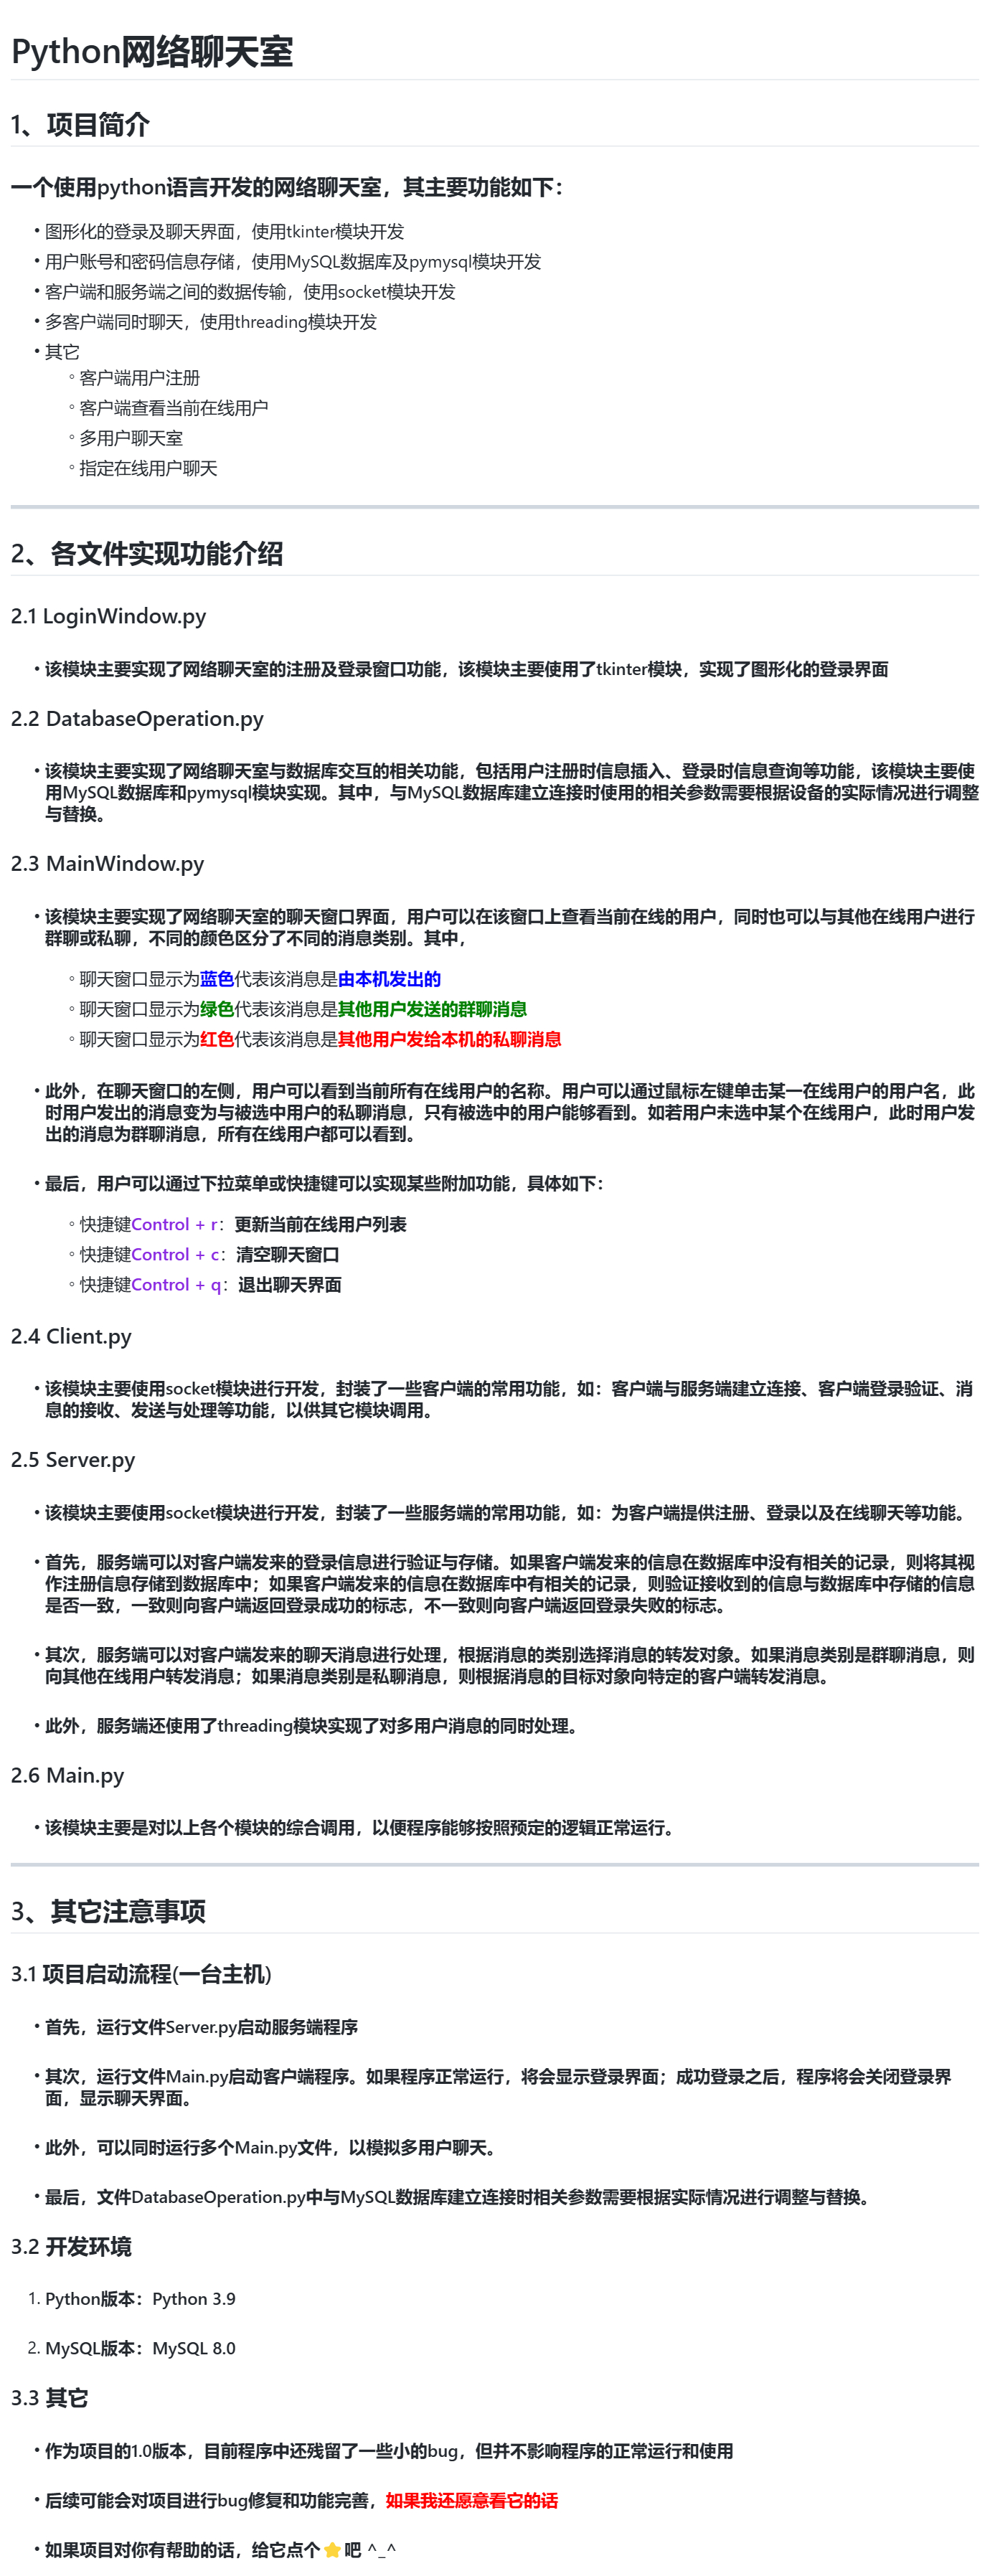 Python网络聊天室
1、项目简介
一个使用python语言开发的网络聊天室，其主要功能如下：
• 图形化的登录及聊天界面，使用tkinter模块开发
• 用户账号和密码信息存储，使用MySQL数据库及pymysql模块开发
• 客户端和服务端之间的数据传输，使用socket模块开发
• 多客户端同时聊天，使用threading模块开发
• 其它
◦ 客户端用户注册
◦ 客户端查看当前在线用户
◦ 多用户聊天室
◦ 指定在线用户聊天
2、各文件实现功能介绍
2.1 LoginWindow.py
• 该模块主要实现了网络聊天室的注册及登录窗口功能，该模块主要使用了tkinter模块，实现了图形化的登录界面
2.2 DatabaseOperation.py
• 该模块主要实现了网络聊天室与数据库交互的相关功能，包括用户注册时信息插入、登录时信息查询等功能，该模块主要使
用MySQL数据库和pymysql模块实现。其中，与MySQL数据库建立连接时使用的相关参数需要根据设备的实际情况进行调整
与替换。
2.3 MainWindow.py
• 该模块主要实现了网络聊天室的聊天窗口界面，用户可以在该窗口上查看当前在线的用户，同时也可以与其他在线用户进行
群聊或私聊，不同的颜色区分了不同的消息类别。其中，
◦ 聊天窗口显示为蓝色代表该消息是由本机发出的
◦ 聊天窗口显示为绿色代表该消息是其他用户发送的群聊消息
◦ 聊天窗口显示为红色代表该消息是其他用户发给本机的私聊消息
• 此外，在聊天窗口的左侧，用户可以看到当前所有在线用户的名称。用户可以通过鼠标左键单击某一在线用户的用户名，此
时用户发出的消息变为与被选中用户的私聊消息，只有被选中的用户能够看到。如若用户未选中某个在线用户，此时用户发
出的消息为群聊消息，所有在线用户都可以看到。
• 最后，用户可以通过下拉菜单或快捷键可以实现某些附加功能，具体如下：
◦ 快捷键Control + r：更新当前在线用户列表
◦ 快捷键Control + c：清空聊天窗口
◦ 快捷键Control + q：退出聊天界面
2.4 Client.py
• 该模块主要使用socket模块进行开发，封装了一些客户端的常用功能，如：客户端与服务端建立连接、客户端登录验证、消
息的接收、发送与处理等功能，以供其它模块调用。
2.5 Server.py
• 该模块主要使用socket模块进行开发，封装了一些服务端的常用功能，如：为客户端提供注册、登录以及在线聊天等功能。
• 首先，服务端可以对客户端发来的登录信息进行验证与存储。如果客户端发来的信息在数据库中没有相关的记录，则将其视
作注册信息存储到数据库中；如果客户端发来的信息在数据库中有相关的记录，则验证接收到的信息与数据库中存储的信息
是否一致，一致则向客户端返回登录成功的标志，不一致则向客户端返回登录失败的标志。
• 其次，服务端可以对客户端发来的聊天消息进行处理，根据消息的类别选择消息的转发对象。如果消息类别是群聊消息，则
向其他在线用户转发消息；如果消息类别是私聊消息，则根据消息的目标对象向特定的客户端转发消息。
• 此外，服务端还使用了threading模块实现了对多用户消息的同时处理。
2.6 Main.py
• 该模块主要是对以上各个模块的综合调用，以便程序能够按照预定的逻辑正常运行。
3、其它注意事项
3.1 项目启动流程(一台主机)
• 首先，运行文件Server.py启动服务端程序
• 其次，运行文件Main.py启动客户端程序。如果程序正常运行，将会显示登录界面；成功登录之后，程序将会关闭登录界
面，显示聊天界面。
• 此外，可以同时运行多个Main.py文件，以模拟多用户聊天。
• 最后，文件DatabaseOperation.py中与MySQL数据库建立连接时相关参数需要根据实际情况进行调整与替换。
3.2 开发环境
1. Python版本：Python 3.9
2. MySQL版本：MySQL 8.0
3.3 其它
• 作为项目的1.0版本，目前程序中还残留了一些小的bug，但并不影响程序的正常运行和使用
• 后续可能会对项目进行bug修复和功能完善，如果我还愿意看它的话
• 如果项目对你有帮助的话，给它点个⭐吧 ^_^